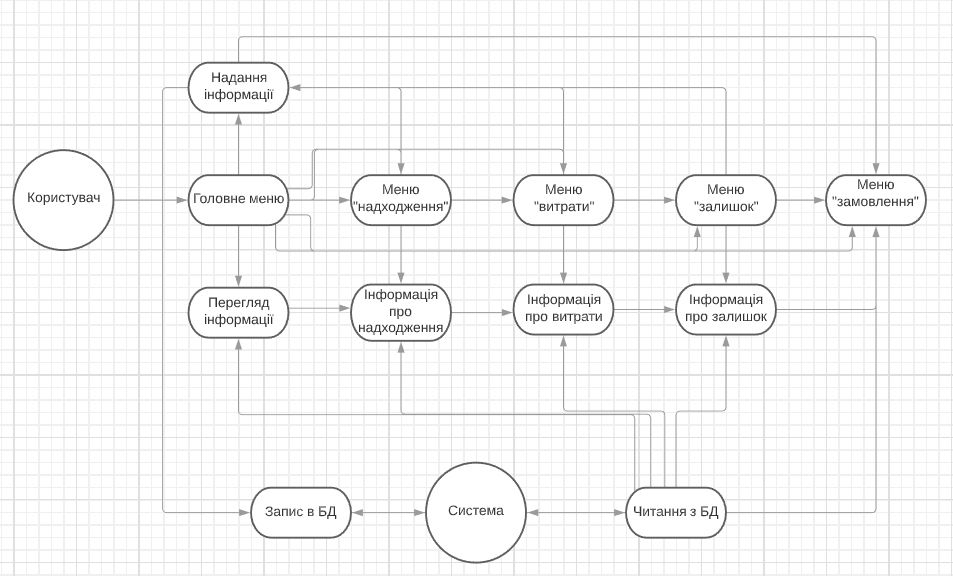 Надання
інформації
Користувач
Головне меню
Меню
"надходження"
Меню
"витрати"
Меню
"залишок"
Меню
"замовлення"
Перегляд
інформації
Інформація
про
надходження
Інформація
про витрати
Інформація
про залишок
Запис в БД
Система
Читання з БД